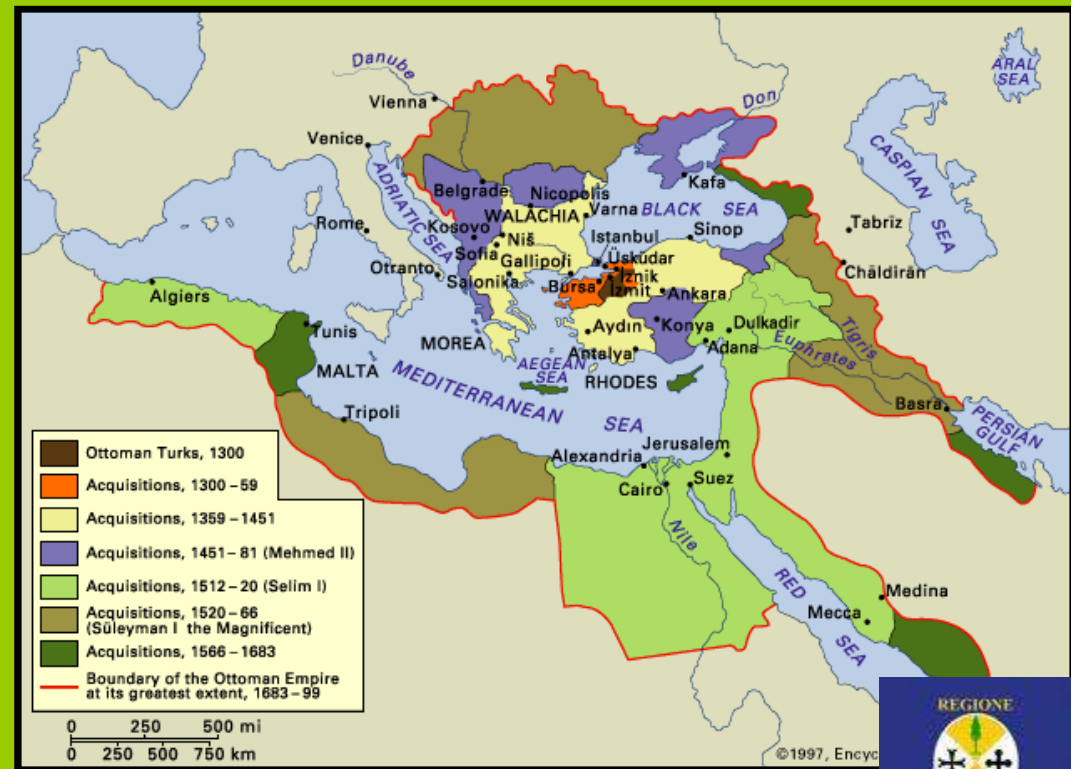 ARAL
SEA
Danube
Vienna
Don
Venice
CASPIAN
SEA
ADRIATIC SEA
Belgrade
Nicopolis
Kafa
WALACHIA
Varna
BLACK SEA
Rome
Kosovo
Niš
Istanbul
Sinop
Tabrīz
Sofia
Üsküdar
Otranto
Gallipoli
İznik
Chāldirān
Salonika
Bursa
İzmit
Ankara
Algiers
Tunis
Aydın
Konya
Dulkadir
Tigris
MOREA
Antalya
Adana
Euphrates
MALTA
AEGEAN
SEA
RHODES
MEDITERRANEAN
SEA
Basra
PERSIAN
GULF
Tripoli
Jerusalem
Alexandria
Cairo
Suez
Nile
RED
SEA
Medina
Mecca
Ottoman Turks, 1300
Acquisitions, 1300–59
Acquisitions, 1359–1451
Acquisitions, 1451–81 (Mehmed II)
Acquisitions, 1512–20 (Selim I)
Acquisitions, 1520–66
(Süleyman I the Magnificent)
Acquisitions, 1566–1683
Boundary of the Ottoman Empire
at its greatest extent, 1683–99
0 250 500 mi
0 250 500 750 km
©1997, Encyc
REGIONE